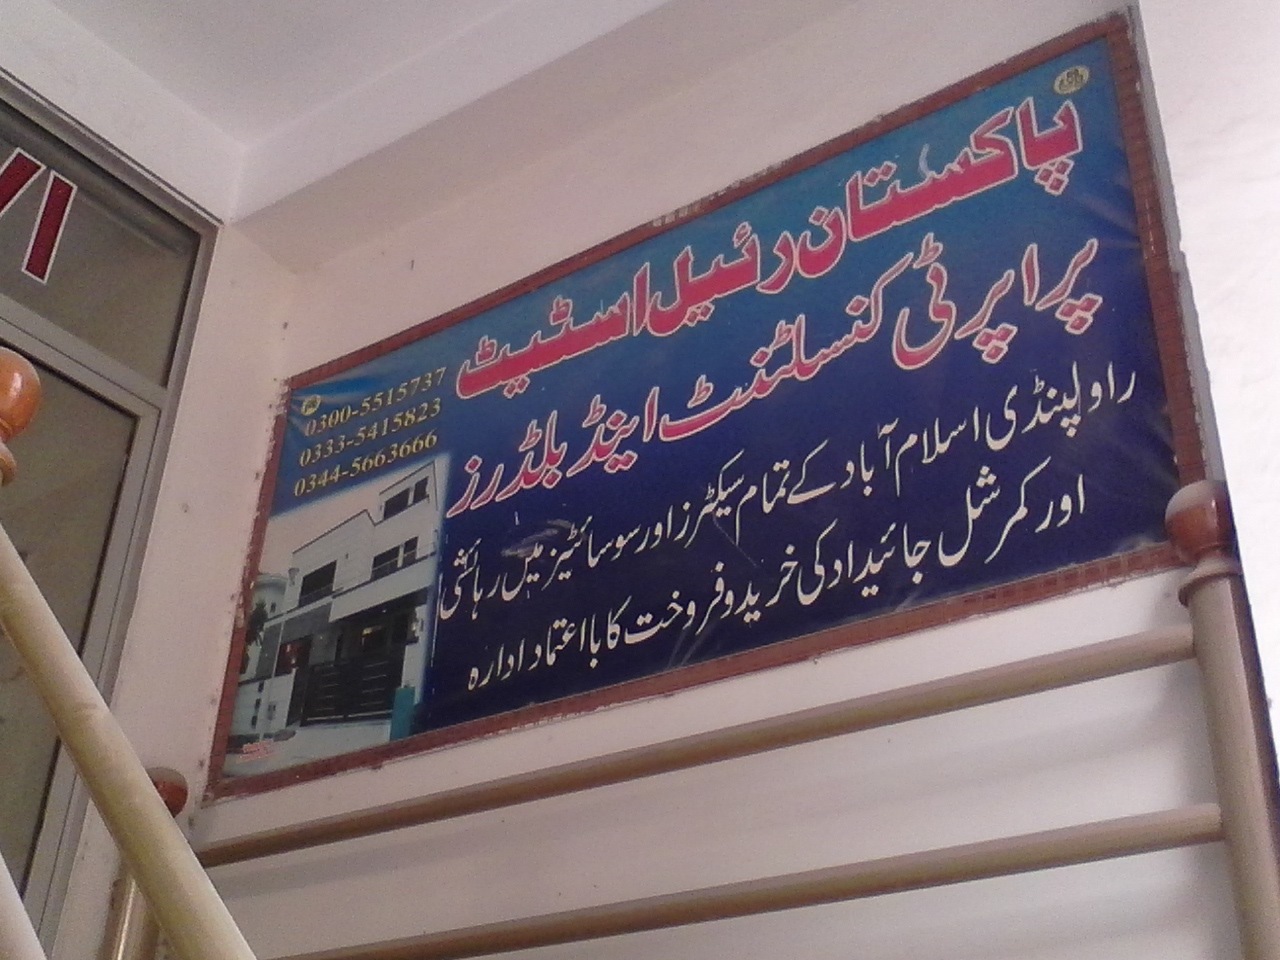 پاکستان رئیل اسٹیٹ
پراپرٹی کنسلٹنٹ اینڈ بلڈرز
راولپنڈی اسلام آباد کے تمام سیکٹرز اور سوسائٹیز میں رہائشی
اور کمرشل جائیداد کی خرید و فروخت کا با اعتماد ادارہ
0300-5515737
0333-5415823
0344-5663666